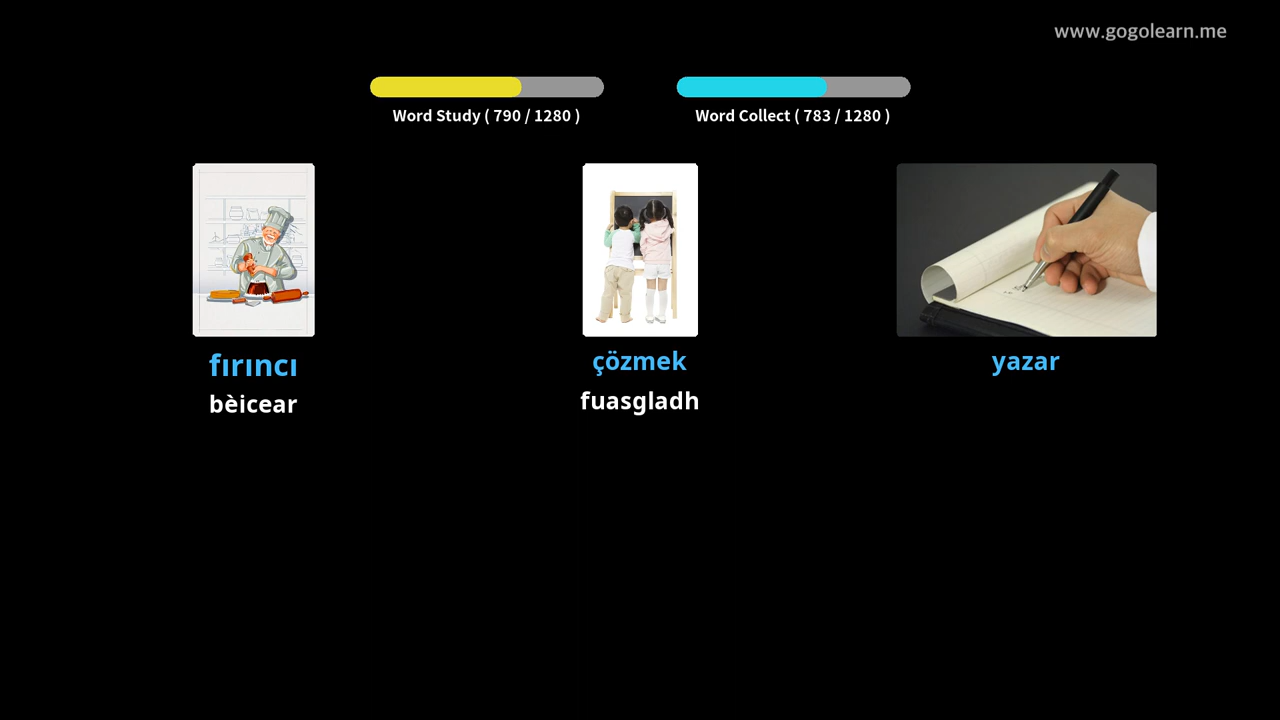 www.gogolearn.me
Word Study ( 790 / 1280 )
Word Collect ( 783 / 1280 )
fırıncı
bèicear
çözmek
fuasgladh
yazar